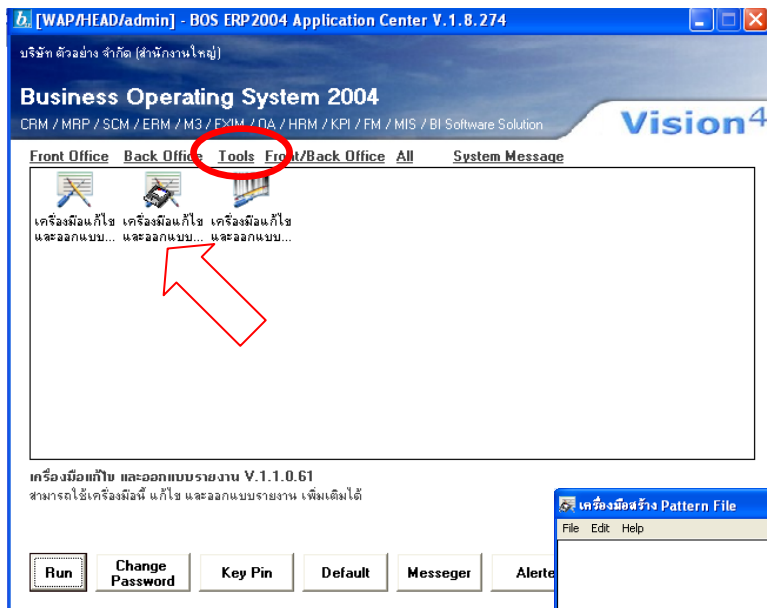 [WAP/HEAD/admin] - BOS ERP2004 Application Center V.1.8.274
บริษัท ตัวอย่าง จำกัด (สำนักงานใหญ่)
Business Operating System 2004
CRM / MRP / SCM / ERM / M3 / EXIM / QA / HRM / KPI / FM / MIS / BI Software Solution
Vision4
Front Office Back Office Tools Front/Back Office All System Message
เครื่องมือแก้ไข เครื่องมือแก้ไข เครื่องมือแก้ไข
และออกแบบ... และออกแบบ... และออกแบบ...
เครื่องมือแก้ไข และออกแบบรายงาน V.1.1.0.61
สามารถใช้เครื่องมือนี้ แก้ไข และออกแบบรายงาน เพิ่มเติมได้
เครื่องมือสร้าง Pattern File
File Edit Help
Run Change Password Key Pin Default Messeger Alerte